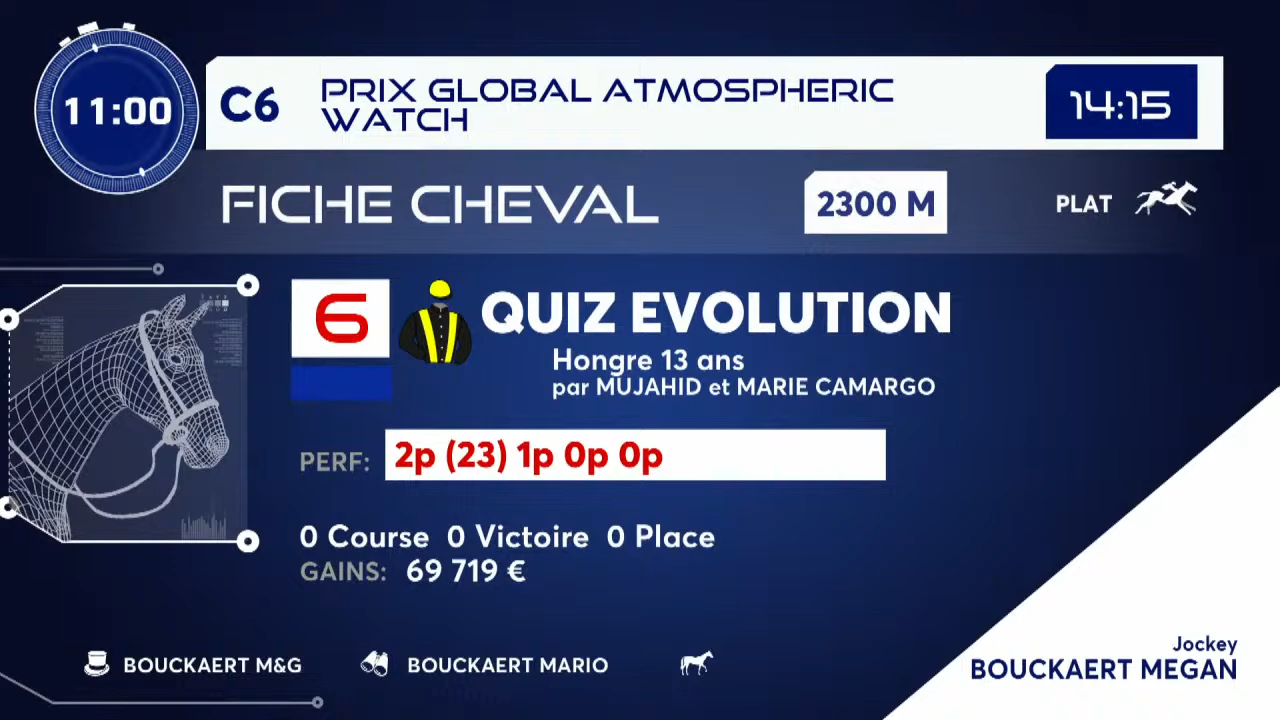 11:00
C6
PRIX GLOBAL ATMOSPHERIC
WATCH
14:15
FICHE CHEVAL
2300 M
PLAT
6
QUIZ EVOLUTION
Hongre 13 ans
par MUJAHID et MARIE CAMARGO
PERF: 2p (23) 1p 0p 0p
0 Course 0 Victoire 0 Place
GAINS: 69 719 €
BOUCKAERT M&G
BOUCKAERT MARIO
Jockey
BOUCKAERT MEGAN